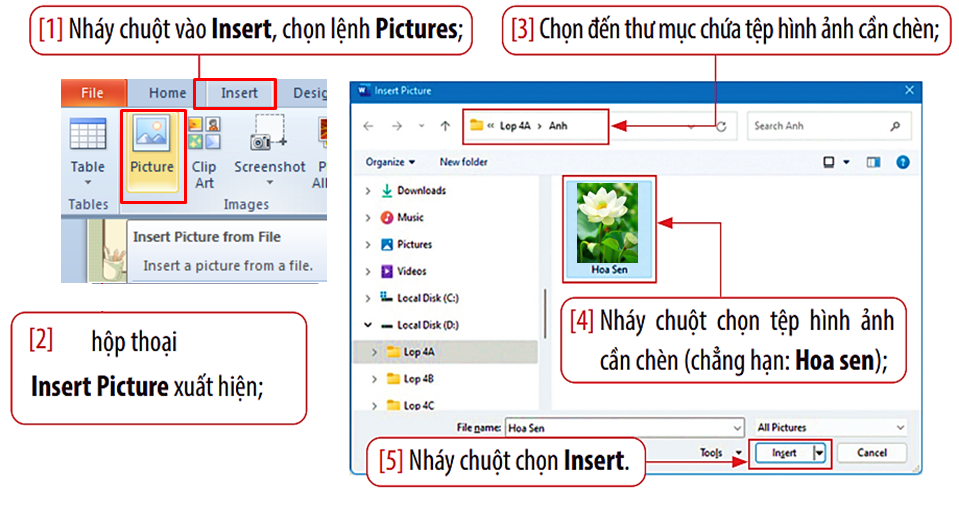 [1] Nháy chuột vào Insert, chọn lệnh Pictures;
[3] Chọn đến thư mục chứa tệp hình ảnh cần chèn;
File Home Insert Desig
Table
Tables
Picture
Clip
Art
Screenshot
P
All
Images
Insert Picture from File
Insert a picture from a file.
[2] hộp thoại
Insert Picture xuất hiện;
Insert Picture
« Lop 4A › Anh
Search Anh
Organize
New folder
Downloads
Music
Pictures
Videos
Local Disk (C:)
Local Disk (D:)
Lop 4A
Lop 4B
Lop 4C
Hoa Sen
[4] Nháy chuột chọn tệp hình ảnh
cần chèn (chẳng hạn: Hoa sen);
File name: Hoa Sen
All Pictures
Tools
Insert
Cancel
[5] Nháy chuột chọn Insert.